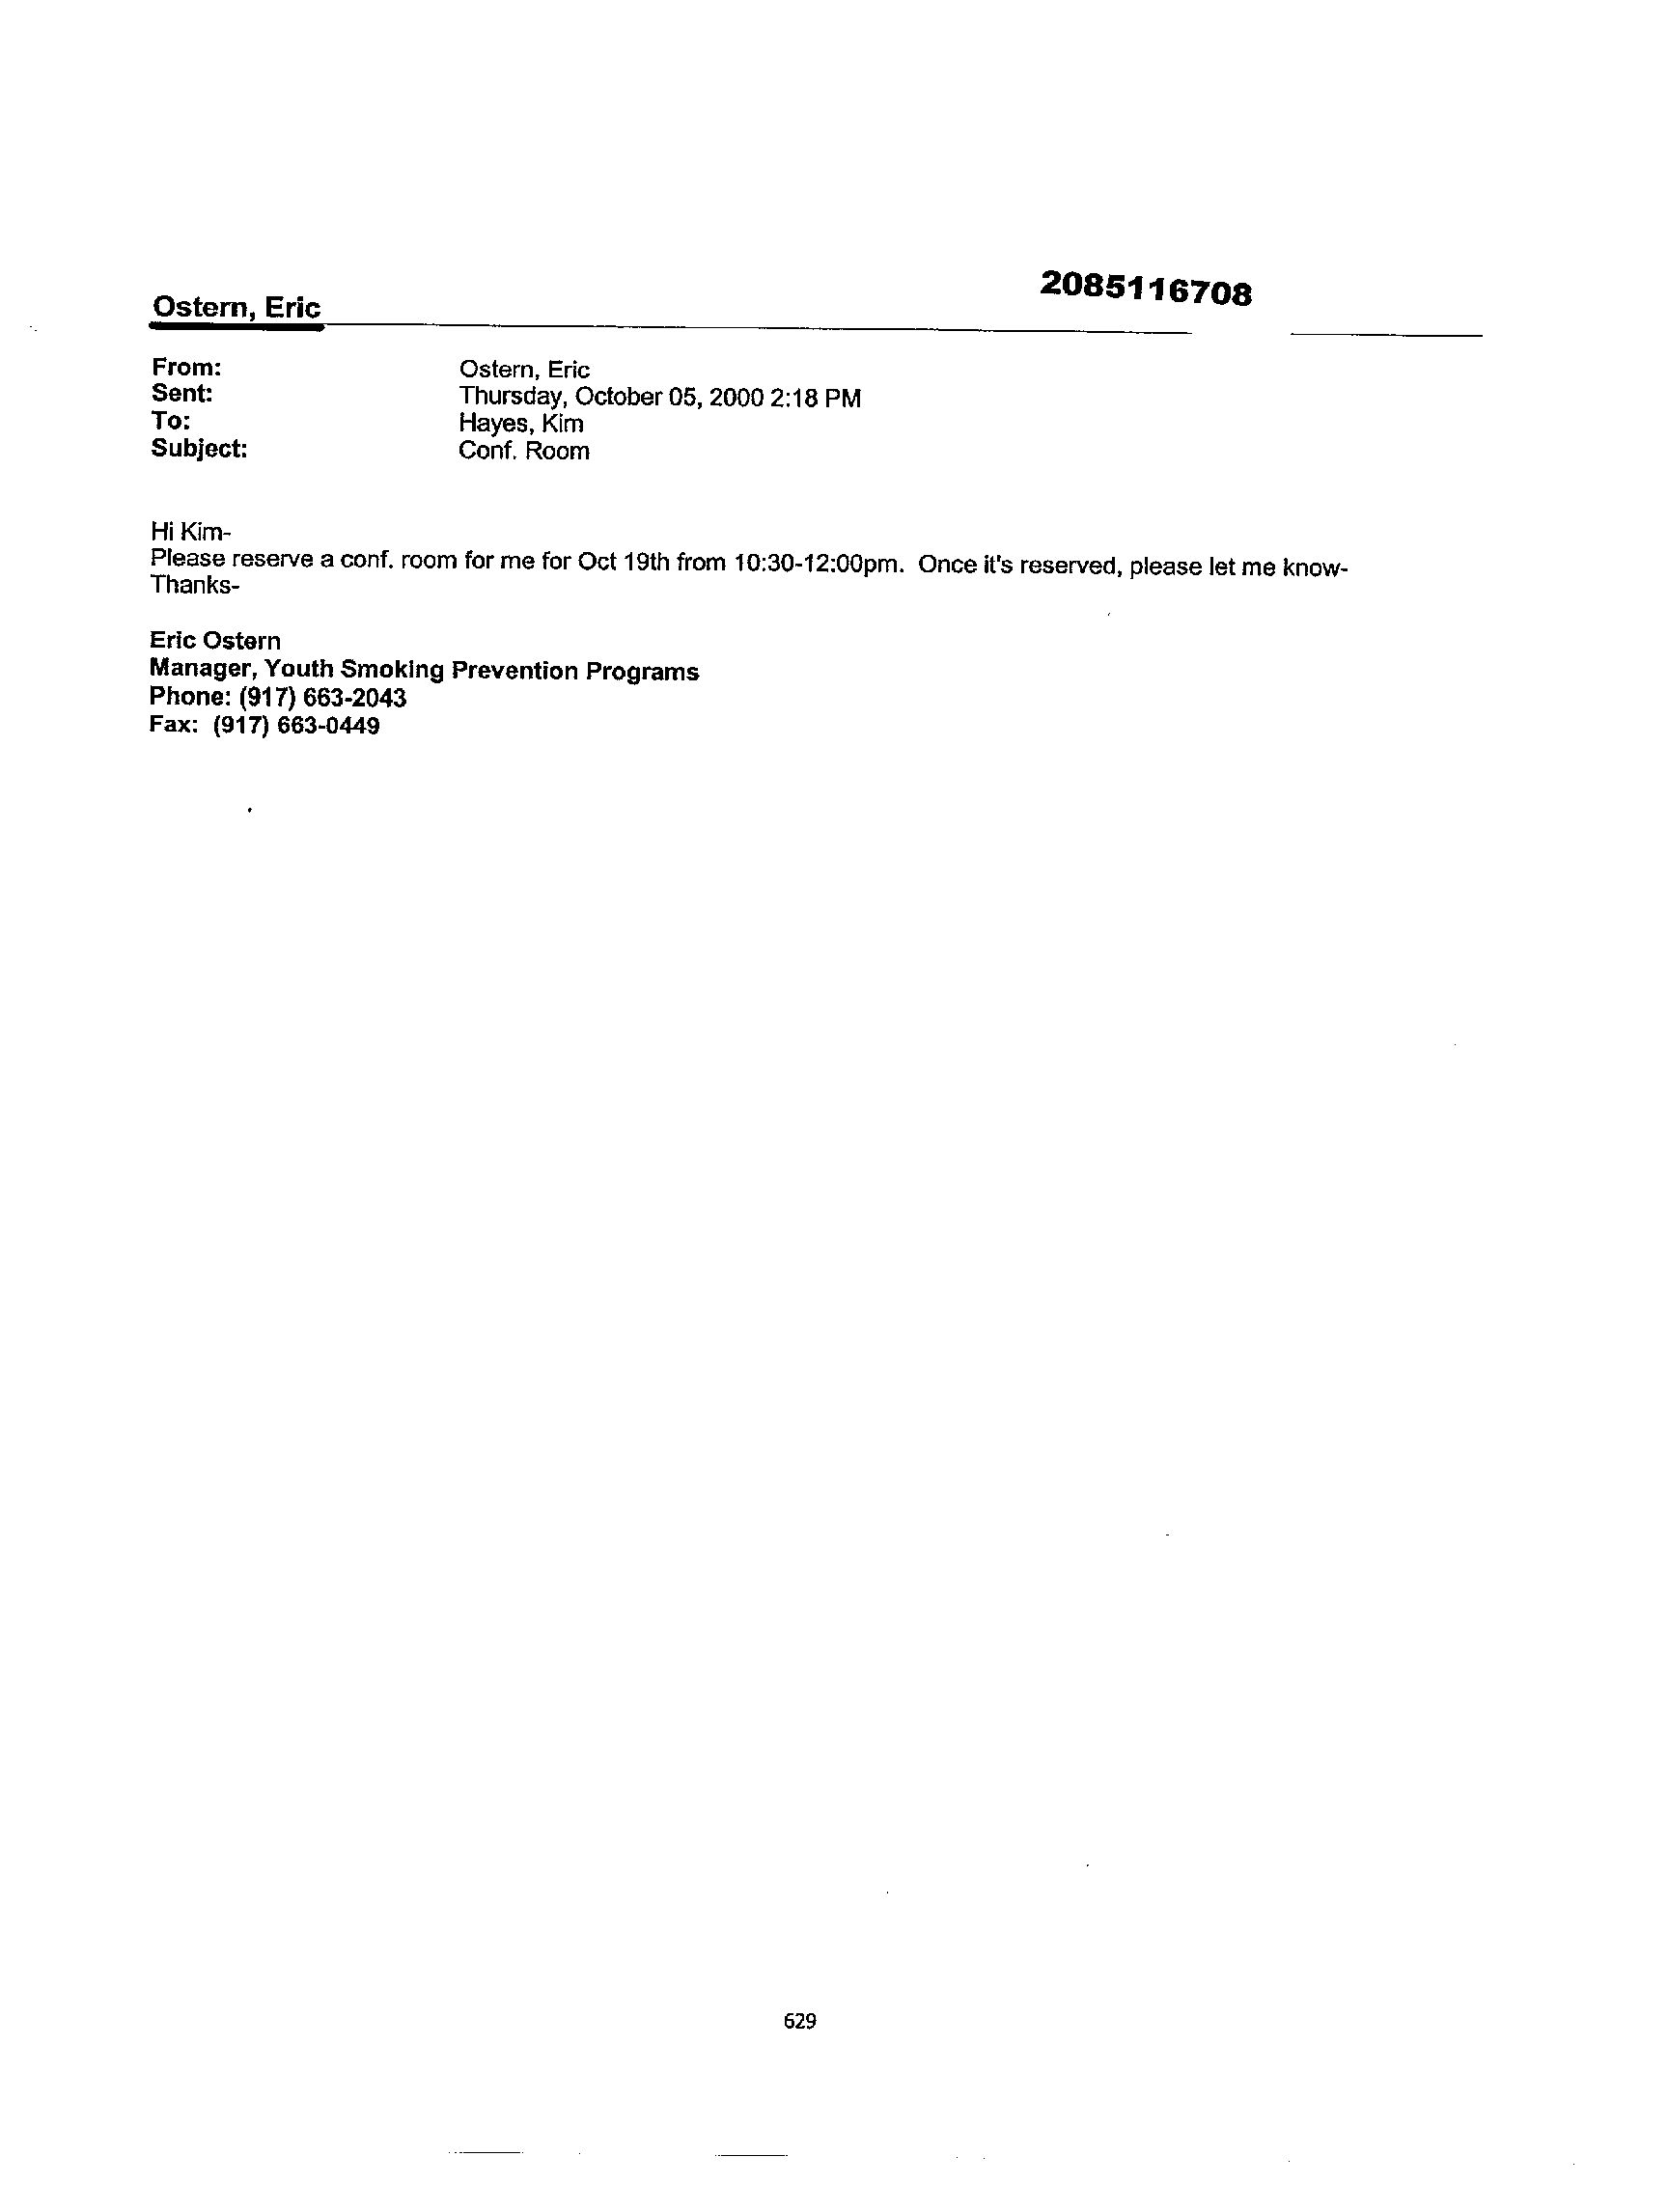 2085116708
Ostern, Eric
From: Ostern, Eric
Sent: Thursday, October 05, 2000 2:18 PM
To: Hayes, Kim
Subject: Conf. Room
Hi Kim-
Please reserve a conf. room for me for Oct 19th from 10:30-12:00pm.  Once it's reserved, please let me know-
Thanks-
Eric Ostern
Manager, Youth Smoking Prevention Programs
Phone: (917) 663-2043
Fax:  (917) 663-0449
629